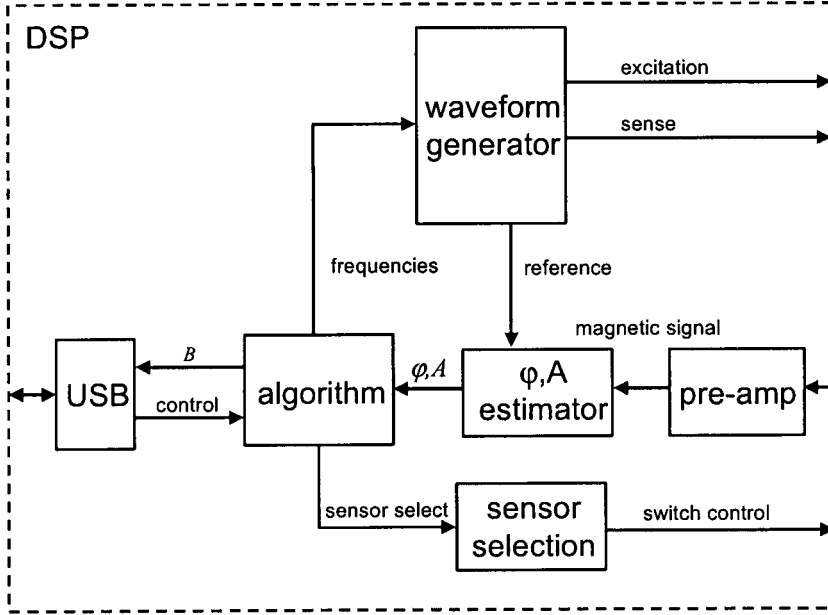 DSP
waveform
generator
excitation
sense
frequencies
reference
magnetic signal
USB
B
control
algorithm
φ,A
φ,A
estimator
pre-amp
sensor select
sensor
selection
switch control